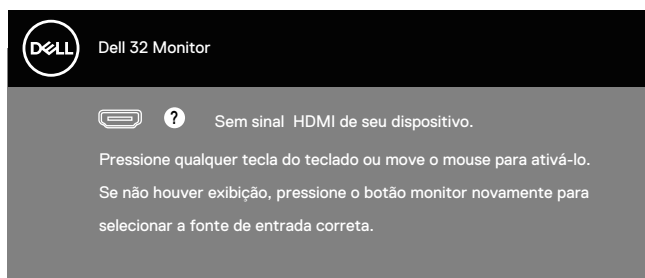 DELL
Dell 32 Monitor
? Sem sinal HDMI de seu dispositivo.
Pressione qualquer tecla do teclado ou move o mouse para ativá-lo.
Se não houver exibição, pressione o botão monitor novamente para
selecionar a fonte de entrada correta.